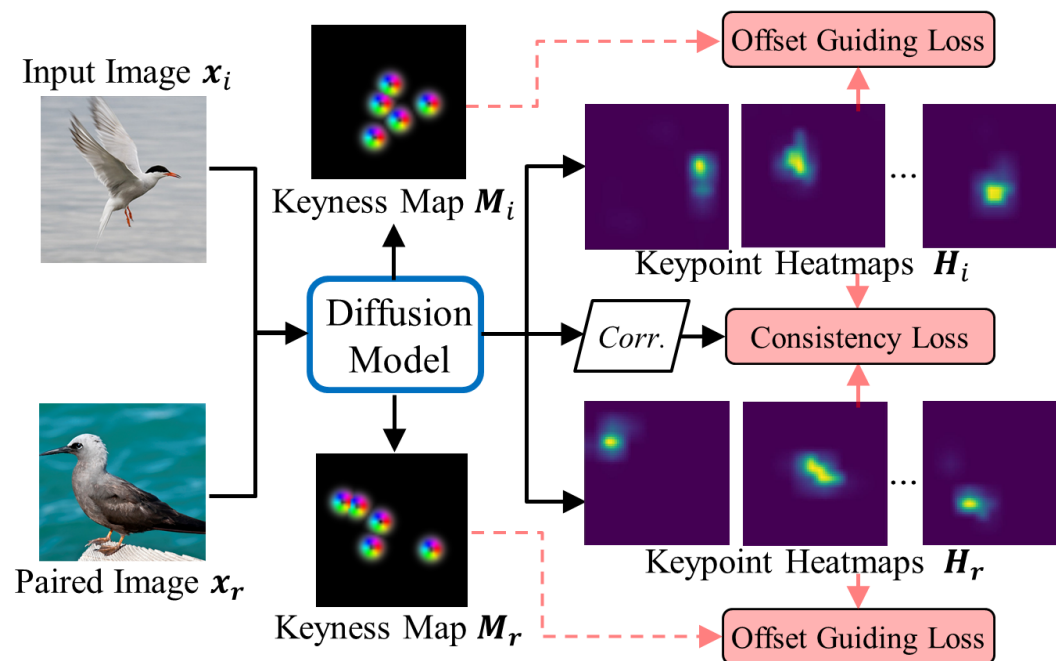 Input Image x_i
Keyness Map M_i
Offset Guiding Loss
...
Keypoint Heatmaps H_i
Diffusion
Model
Corr.
Consistency Loss
...
Paired Image x_r
Keyness Map M_r
Keypoint Heatmaps H_r
Offset Guiding Loss